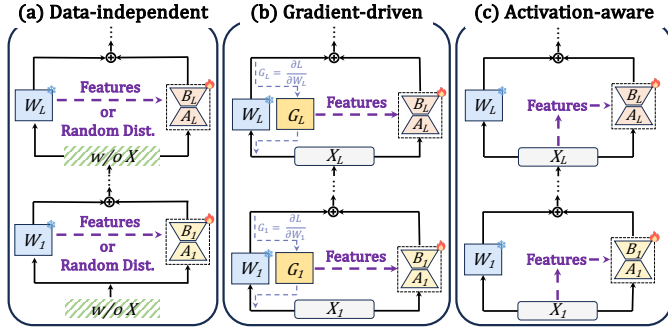 (a) Data-independent
W_L
Features
or
Random Dist.
B_L
A_L
w/o X
W_1
Features
or
Random Dist.
B_1
A_1
w/o X
(b) Gradient-driven
G_L = ∂L/∂W_L
W_L
G_L
Features
B_L
A_L
X_L
G_1 = ∂L/∂W_1
W_1
G_1
Features
B_1
A_1
X_1
(c) Activation-aware
W_L
Features
B_L
A_L
X_L
W_1
Features
B_1
A_1
X_1